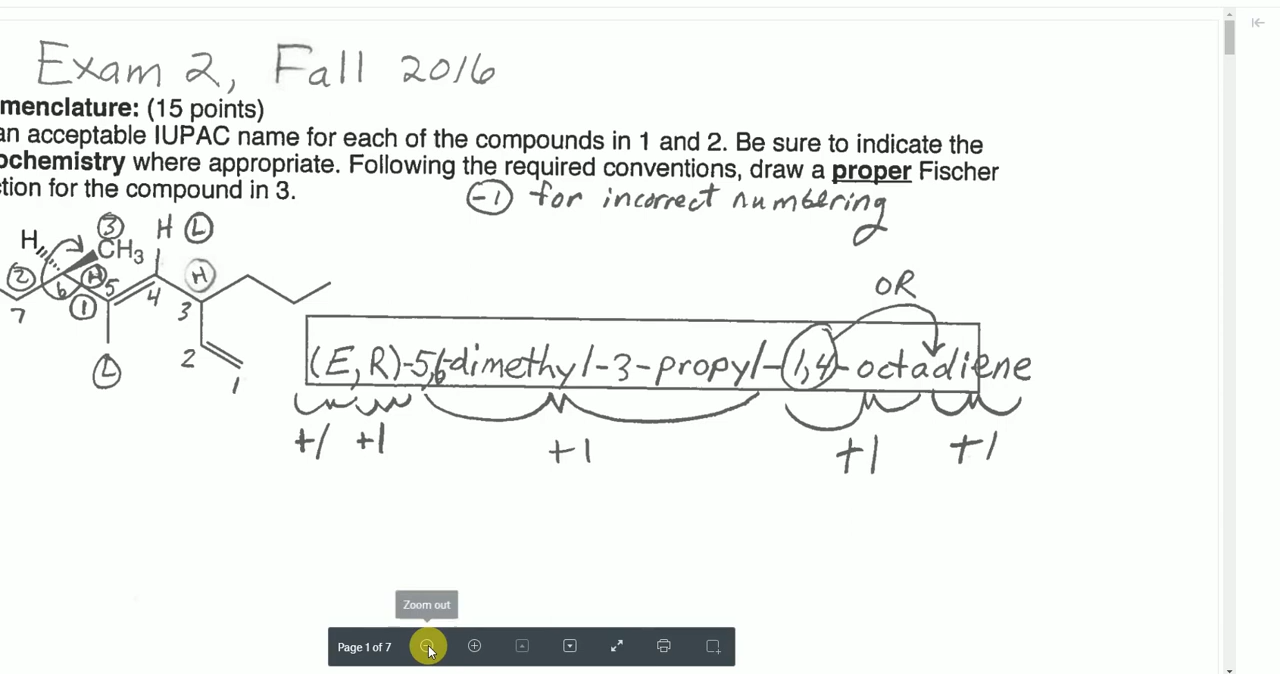 Exam 2, Fall 2016
menclature: (15 points)
an acceptable IUPAC name for each of the compounds in 1 and 2. Be sure to indicate the
ochemistry where appropriate. Following the required conventions, draw a proper Fischer
ction for the compound in 3.
-1 for incorrect numbering
3 H L
H CH3
2 H H
7 6 1 5 4 3
L 2 1
OR
(E,R)-5,6-dimethyl-3-propyl-1,4-octadiene
+1 +1 +1 +1 +1
Zoom out
Page 1 of 7